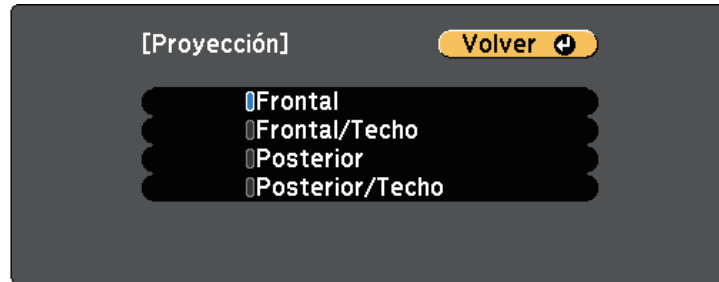 [Proyección]
Volver
Frontal
Frontal/Techo
Posterior
Posterior/Techo